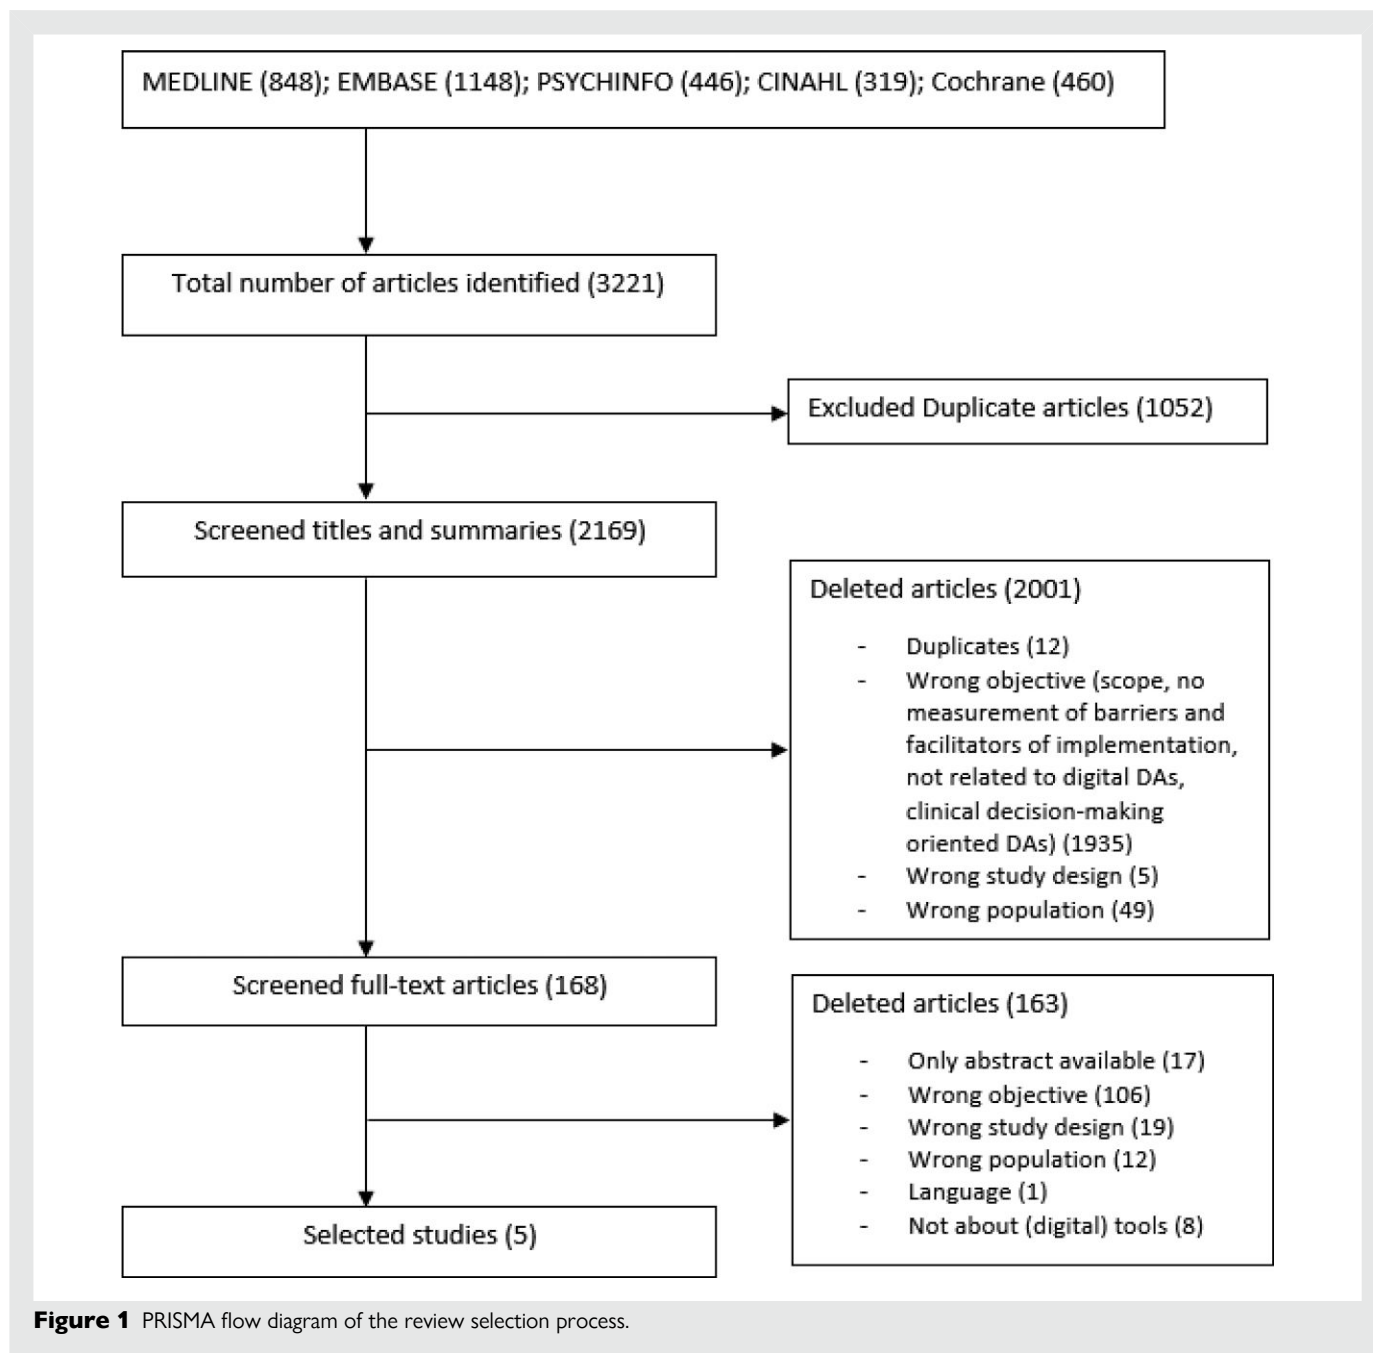 MEDLINE (848); EMBASE (1148); PSYCHINFO (446); CINAHL (319); Cochrane (460)
Total number of articles identified (3221)
Excluded Duplicate articles (1052)
Screened titles and summaries (2169)
Deleted articles (2001)
- Duplicates (12)
- Wrong objective (scope, no
measurement of barriers and
facilitators of implementation,
not related to digital DAs,
clinical decision-making
oriented DAs) (1935)
- Wrong study design (5)
- Wrong population (49)
Screened full-text articles (168)
Deleted articles (163)
- Only abstract available (17)
- Wrong objective (106)
- Wrong study design (19)
- Wrong population (12)
- Language (1)
- Not about (digital) tools (8)
Selected studies (5)
Figure 1 PRISMA flow diagram of the review selection process.